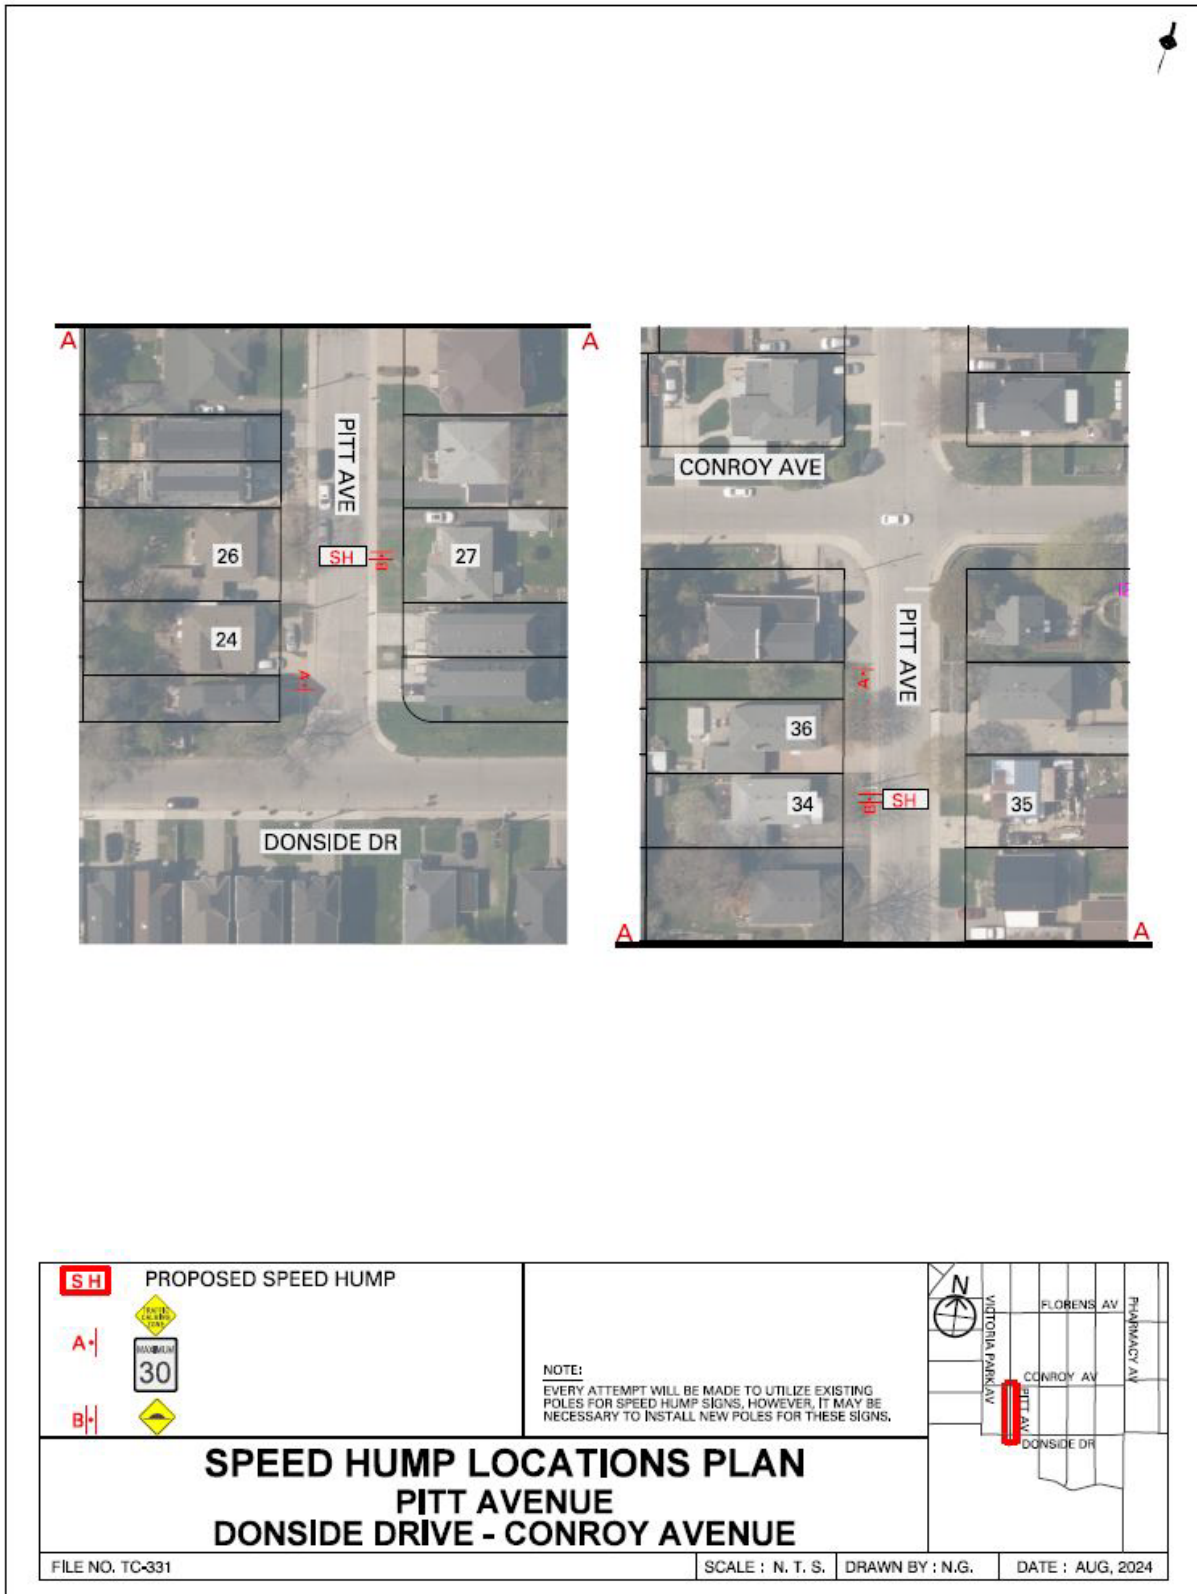 A
A
PITT AVE
26
SH
B
27
24
A
DONSIDE DR
CONROY AVE
PITT AVE
A
36
34
B
SH
35
A
A
SH
PROPOSED SPEED HUMP
TRAFFIC
CALMING
ZONE
A
MAXIMUM
30
B
NOTE:
EVERY ATTEMPT WILL BE MADE TO UTILIZE EXISTING
POLES FOR SPEED HUMP SIGNS, HOWEVER, IT MAY BE
NECESSARY TO INSTALL NEW POLES FOR THESE SIGNS.
N
VICTORIA PARK AV
FLORENS AV
PHARMACY AV
CONROY AV
PITT AV
DONSIDE DR
SPEED HUMP LOCATIONS PLAN
PITT AVENUE
DONSIDE DRIVE - CONROY AVENUE
FILE NO. TC-331
SCALE : N. T. S.
DRAWN BY : N.G.
DATE : AUG, 2024